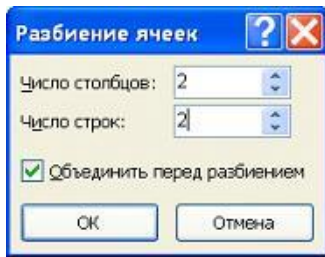 Разбиение ячеек
Число столбцов: 2
Число строк: 2
Объединить перед разбиением
ОК Отмена